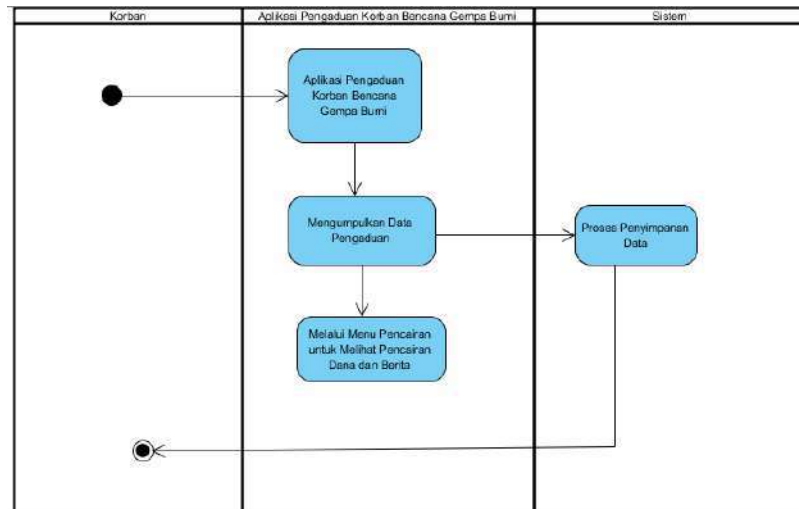 Korban
Aplikasi Pengaduan Korban Bencana Gempa Bumi
Sistem
Aplikasi Pengaduan
Korban Bencana
Gempa Bumi
Mengumpulkan Data
Pengaduan
Proses Penyimpanan
Data
Melalui Menu Pencairan
untuk Melihat Pencairan
Dana dan Berita